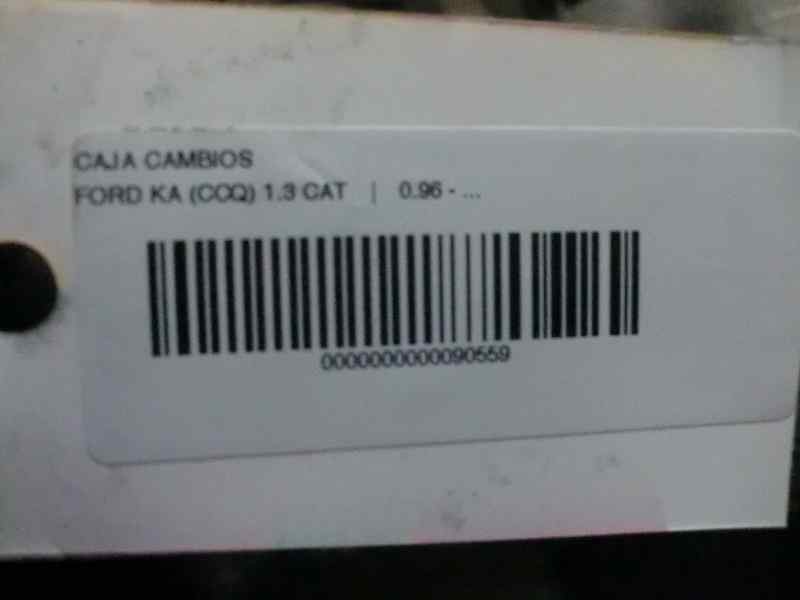 CAJA CAMBIOS
FORD KA (CCQ) 1.3 CAT | 0.96 - ...
0000000000090559